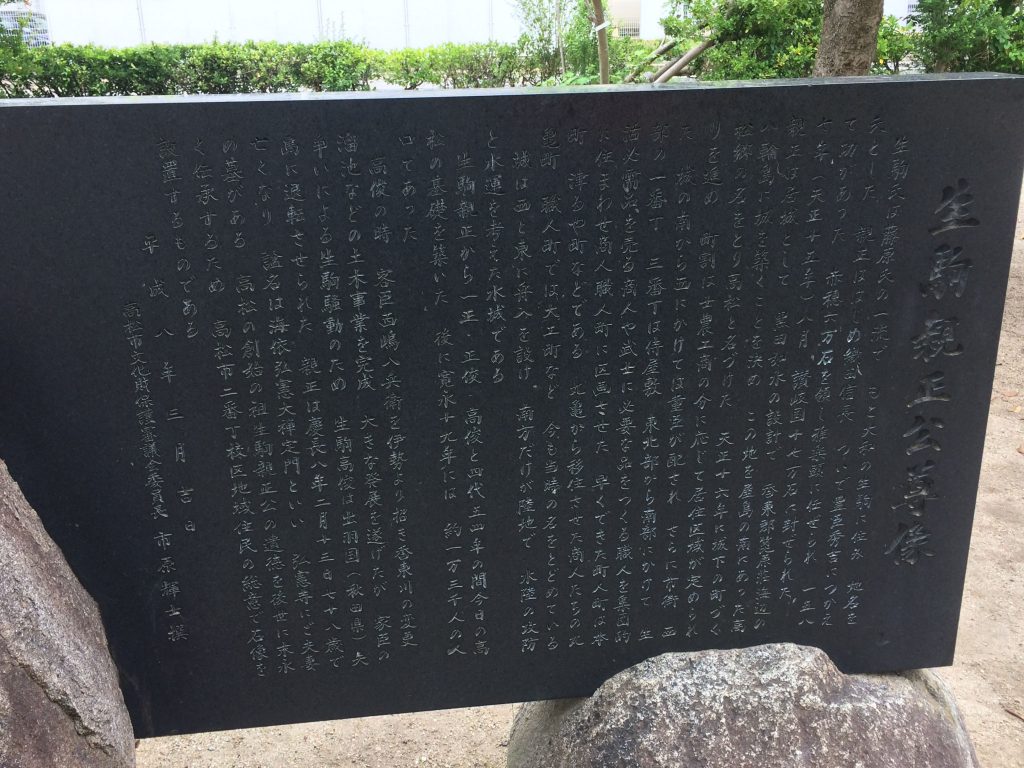 生駒親正公尊像
生駒氏は藤原氏の一族で もと大和の生駒に住み 地名を
氏とした 親正ははじめ織田信長 ついで豊臣秀吉につかえ
て功があった 赤穂六万石を領し 任ぜられ 一五八
七年(天正十五年)八月 讃岐国十七万石に封ぜられた
親正は居城として 黒田如水の設計で 香東郡笑原庄浜辺の
八輪島に城を築くことを決め この地を屋島の南にあった高
松郷の名をとり高松と名づけた 天正十六年に城下の町づく
りを進め 町割は士農工商の分に応じて居住区域が定められ
た 城の南から西にかけては重臣が配され さらに市街 西
部の一番丁 三番丁は侍屋敷 東北部から南部にかけて 生
活必需品を売る商人や武士に必要な品をつくる職人を集団的
に住まわせ商人職人町に区画させた 早くできた町人町は本
町 津るや町などである 丸亀から移住させた商人たちの丸
亀町 職人町では大工町など 今も当時の名をとどめている
城は西と東に舟入を設け 南方だけが陸地で 水陸の攻防
と水運を考えた水城である
生駒親正から一正、正俊 高俊と四代五四年の間今日の高
松の基礎を築いた 後に寛永十九年には 約一万三千人の人
口であった
高俊の時 客臣西嶋八兵衛を伊勢より招き香東川の変更
溜池などの土木事業を完成 大きな発展を遂げたが 家臣の
争いによる生駒騒動のため 生駒高俊は出羽国(秋田県)矢
島に退転させられた 親正は慶長八年二月十三日七十八歳で
亡くなり 諡名は海依弘憲大禅定門といい 弘憲寺にご夫妻
の墓がある 高松の創始の祖生駒親正公の遺徳を後世に末永
く伝承するため 高松市二番丁校区地域住民の総意で石像を
設置するものである
平成八年三月吉日
高松市文化財保護審議会委員長 市原輝士 撰